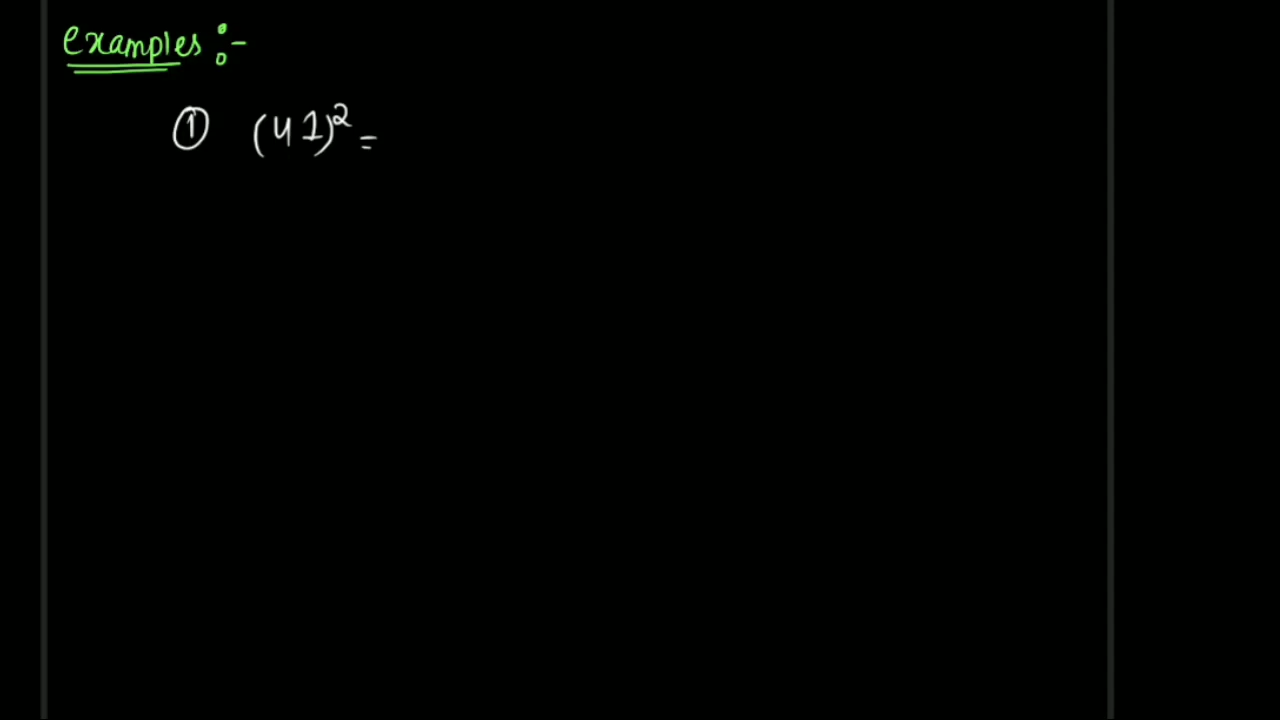 examples :-
① (41)² =